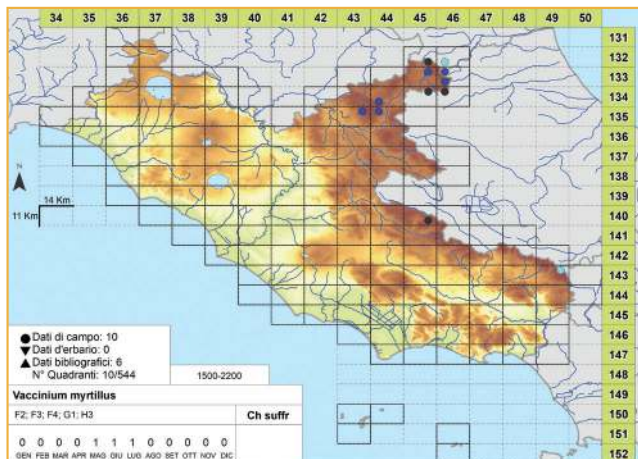 34 35 36 37 38 39 40 41 42 43 44 45 46 47 48 49 50
131
132
133
134
135
136
137
138
139
140
141
142
143
144
145
146
147
148
149
150
151
152
N
14 Km
11 Km
Dati di campo: 10
Dati d'erbario: 0
Dati bibliografici: 6
N° Quadranti: 10/544
1500-2200
Vaccinium myrtillus
F2; F3; F4; G1; H3
Ch suffr
0 0 0 0 1 1 1 0 0 0 0 0
GEN FEB MAR APR MAG GIU LUG AGO SET OTT NOV DIC